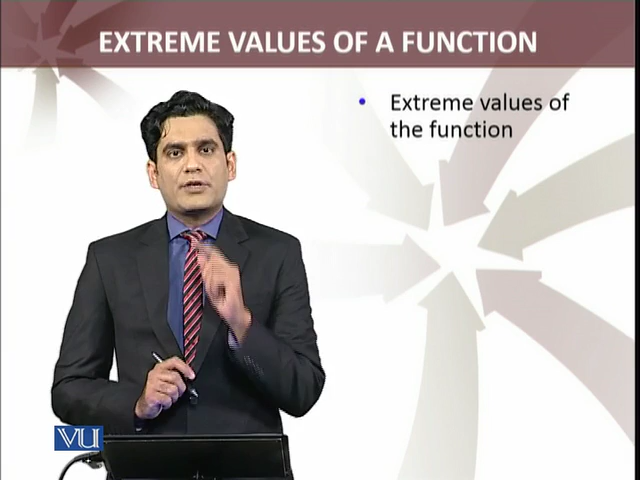 EXTREME VALUES OF A FUNCTION
• Extreme values of
the function
VU